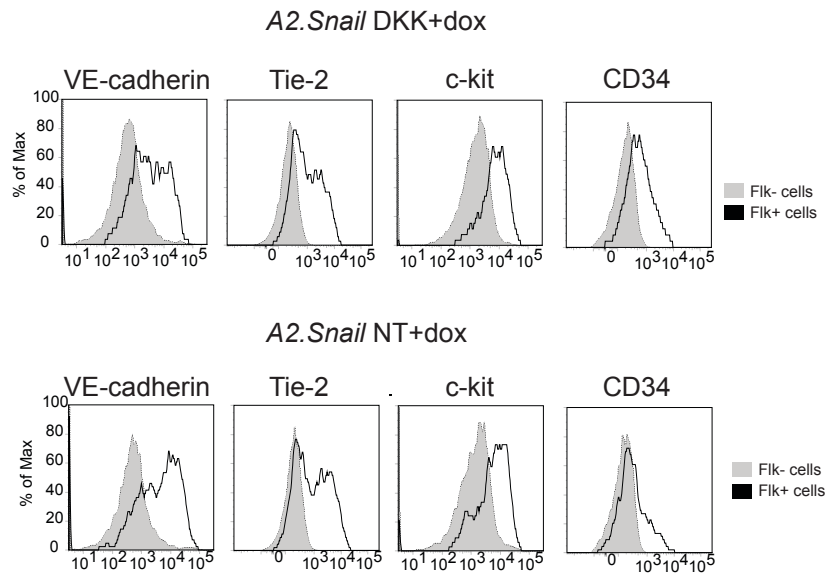 A2.Snail DKK+dox
VE-cadherin Tie-2 c-kit CD34
100
80
60
40
20
0
% of Max
10^1 10^2 10^3 10^4 10^5
0 10^3 10^4 10^5
10^1 10^2 10^3 10^4 10^5
0 10^3 10^4 10^5
Flk- cells
Flk+ cells
A2.Snail NT+dox
VE-cadherin Tie-2 c-kit CD34
100
80
60
40
20
0
% of Max
10^1 10^2 10^3 10^4 10^5
0 10^3 10^4 10^5
10^1 10^2 10^3 10^4 10^5
0 10^3 10^4 10^5
Flk- cells
Flk+ cells